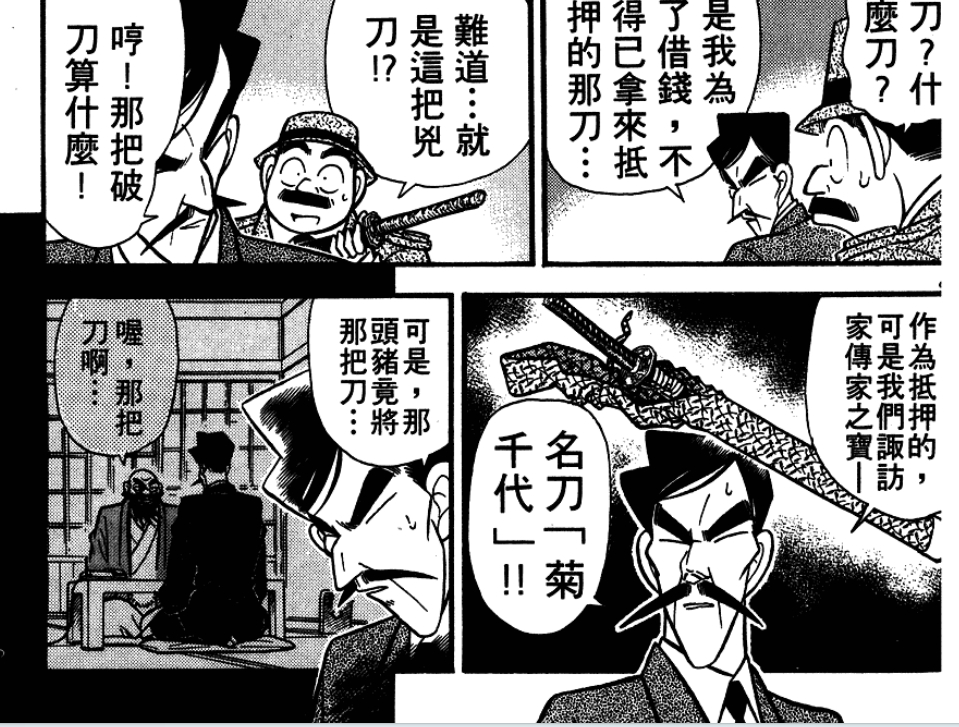 刀？什
麼刀？
是我為
了借錢，不
得已拿來抵
押的那刀…
難道…就
是這把兇
刀!?
哼！那把破
刀算什麼！
作為抵押的，
可是我們諏訪
家傳家之寶—
名刀「菊
千代」!!
可是，那
頭豬竟將
那把刀…
喔，那把
刀啊…